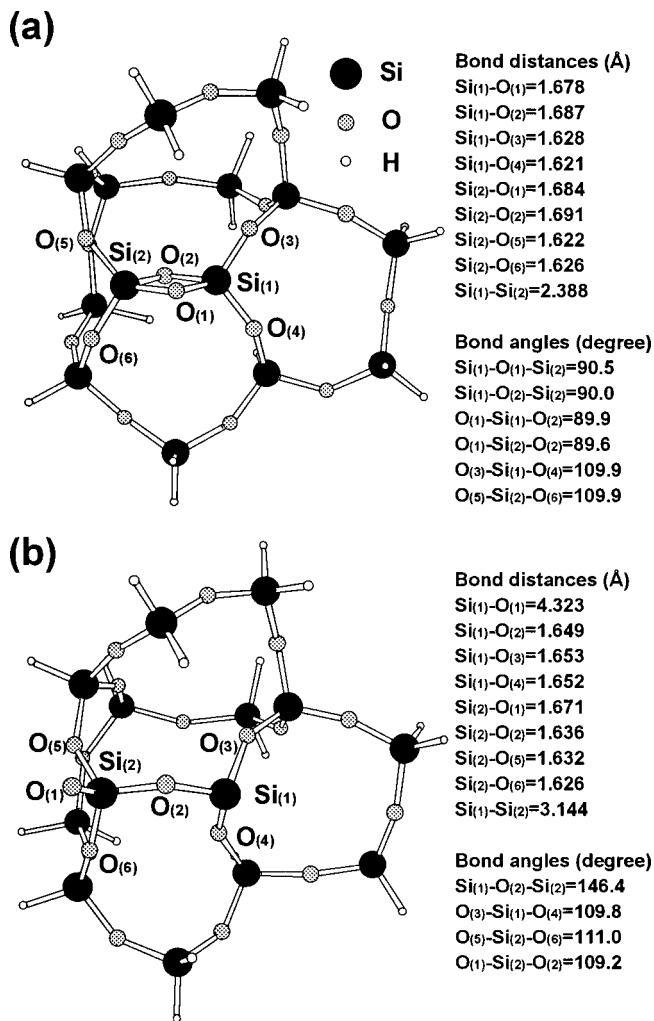 (a)
Si
O
H
O(5)
Si(2)
O(2)
O(3)
Si(1)
O(1)
O(4)
O(6)
Bond distances (Å)
Si(1)-O(1)=1.678
Si(1)-O(2)=1.687
Si(1)-O(3)=1.628
Si(1)-O(4)=1.621
Si(2)-O(1)=1.684
Si(2)-O(2)=1.691
Si(2)-O(5)=1.622
Si(2)-O(6)=1.626
Si(1)-Si(2)=2.388
Bond angles (degree)
Si(1)-O(1)-Si(2)=90.5
Si(1)-O(2)-Si(2)=90.0
O(1)-Si(1)-O(2)=89.9
O(1)-Si(2)-O(2)=89.6
O(3)-Si(1)-O(4)=109.9
O(5)-Si(2)-O(6)=109.9
(b)
O(5)
O(3)
Si(2)
O(1)
O(2)
Si(1)
O(4)
O(6)
Bond distances (Å)
Si(1)-O(1)=4.323
Si(1)-O(2)=1.649
Si(1)-O(3)=1.653
Si(1)-O(4)=1.652
Si(2)-O(1)=1.671
Si(2)-O(2)=1.636
Si(2)-O(5)=1.632
Si(2)-O(6)=1.626
Si(1)-Si(2)=3.144
Bond angles (degree)
Si(1)-O(2)-Si(2)=146.4
O(3)-Si(1)-O(4)=109.8
O(5)-Si(2)-O(6)=111.0
O(1)-Si(2)-O(2)=109.2